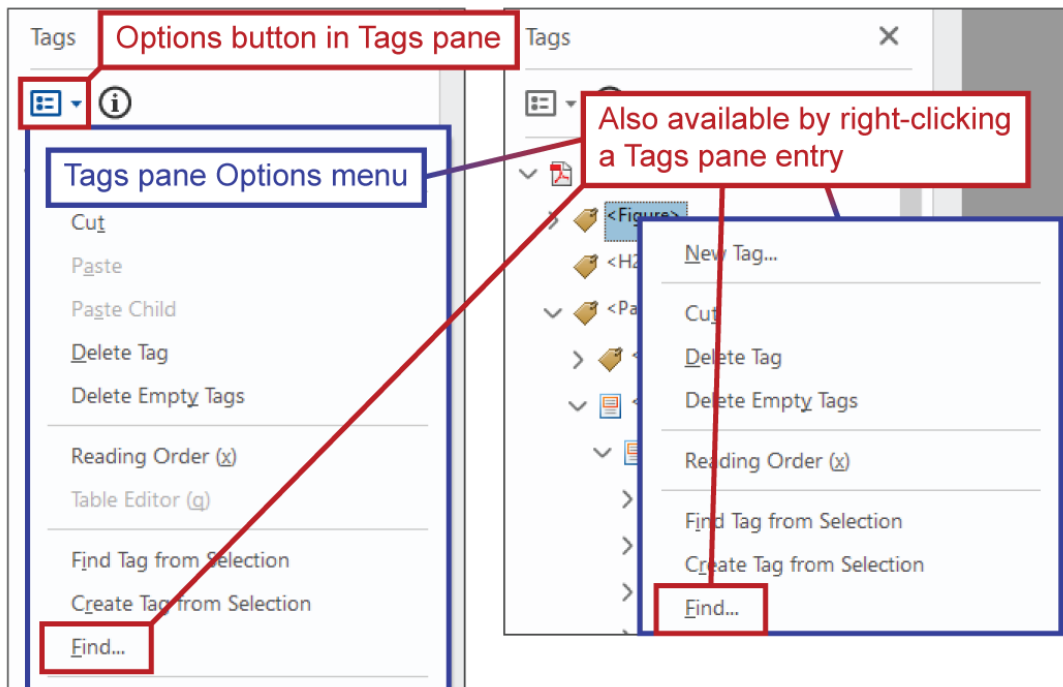 Tags
Options button in Tags pane
Tags pane Options menu
Cut
Paste
Paste Child
Delete Tag
Delete Empty Tags
Reading Order (x)
Table Editor (q)
Find Tag from Selection
Create Tag from Selection
Find...
Tags
Also available by right-clicking
a Tags pane entry
<Figure>
<H2
<Pa
New Tag...
Cut
Delete Tag
Delete Empty Tags
Reading Order (x)
Find Tag from Selection
Create Tag from Selection
Find...